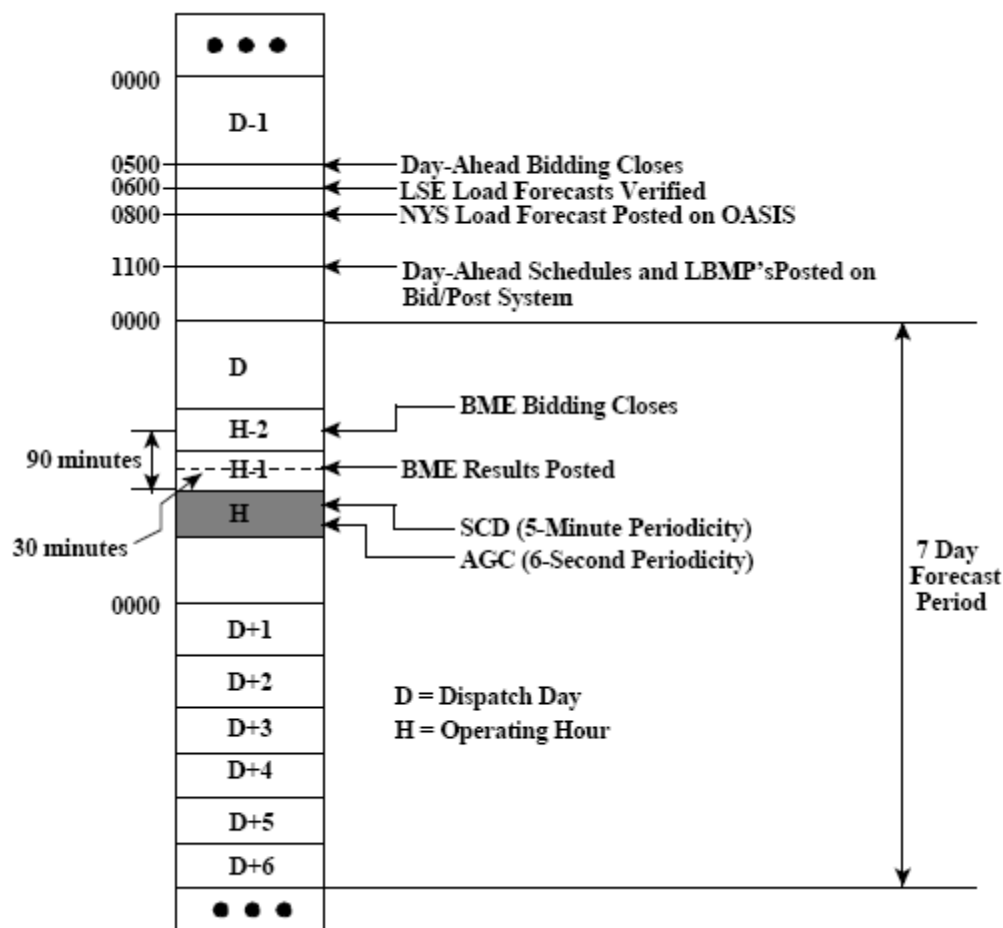 0000
D-1
0500
Day-Ahead Bidding Closes
0600
LSE Load Forecasts Verified
0800
NYS Load Forecast Posted on OASIS
1100
Day-Ahead Schedules and LBMP'sPosted on
Bid/Post System
0000
D
BME Bidding Closes
H-2
90 minutes
H-1
BME Results Posted
H
SCD (5-Minute Periodicity)
30 minutes
AGC (6-Second Periodicity)
7 Day
Forecast
Period
0000
D+1
D+2
D = Dispatch Day
D+3
H = Operating Hour
D+4
D+5
D+6